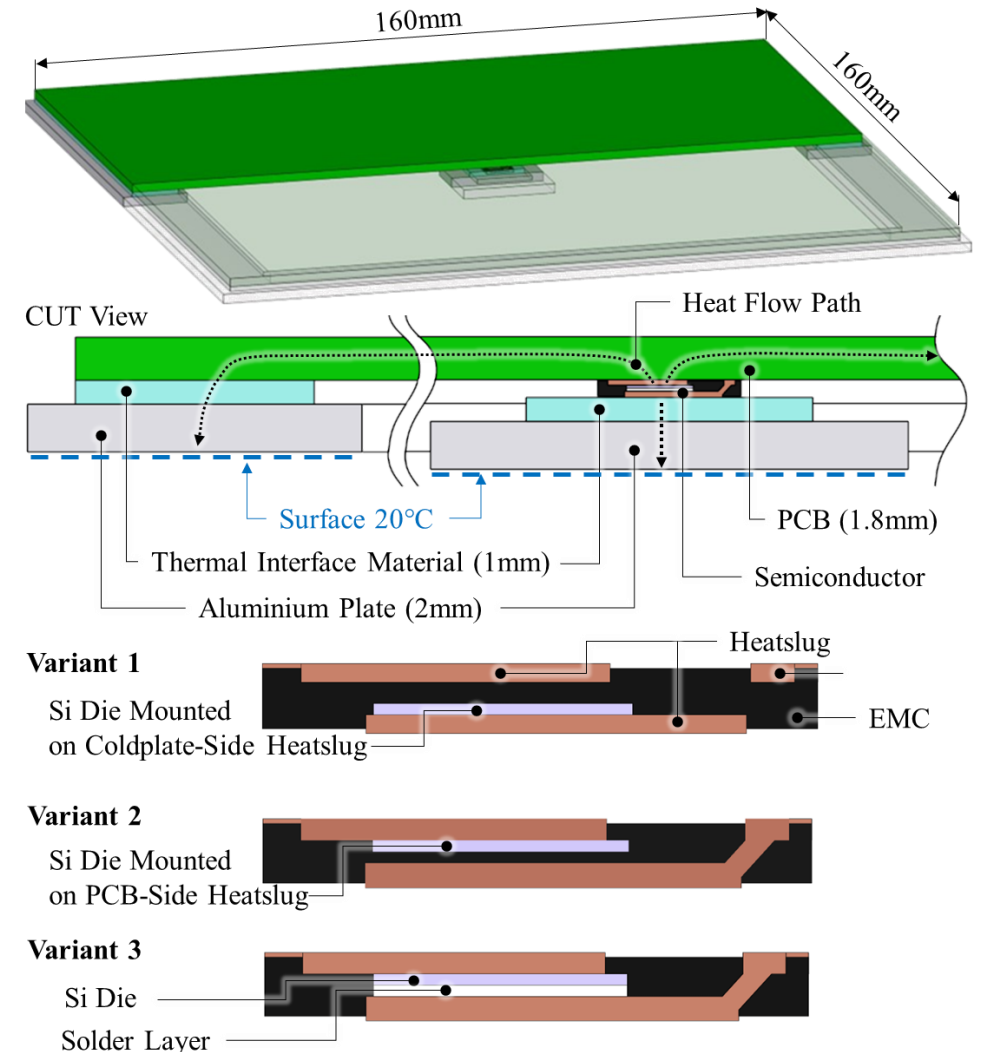 160mm
160mm
CUT View
Heat Flow Path
Surface 20℃
PCB (1.8mm)
Thermal Interface Material (1mm)
Semiconductor
Aluminium Plate (2mm)
Variant 1
Heatslug
Si Die Mounted
on Coldplate-Side Heatslug
EMC
Variant 2
Si Die Mounted
on PCB-Side Heatslug
Variant 3
Si Die
Solder Layer